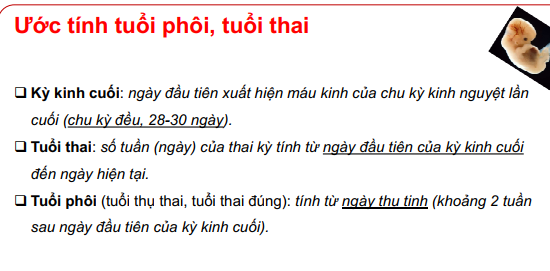 Ước tính tuổi phôi, tuổi thai
❑ Kỳ kinh cuối: ngày đầu tiên xuất hiện máu kinh của chu kỳ kinh nguyệt lần
cuối (chu kỳ đều, 28-30 ngày).
❑ Tuổi thai: số tuần (ngày) của thai kỳ tính từ ngày đầu tiên của kỳ kinh cuối
đến ngày hiện tại.
❑ Tuổi phôi (tuổi thụ thai, tuổi thai đúng): tính từ ngày thu tinh (khoảng 2 tuần
sau ngày đầu tiên của kỳ kinh cuối).